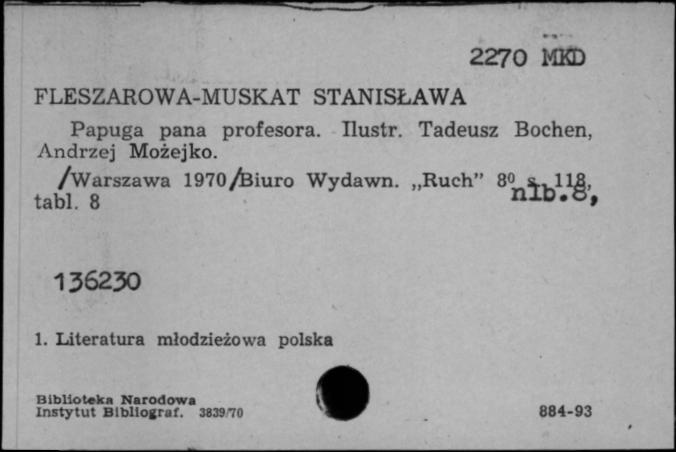 2270 MKD
FLESZAROWA-MUSKAT STANISŁAWA
Papuga pana profesora. Ilustr. Tadeusz Bochen,
Andrzej Możejko.
/Warszawa 1970/Biuro Wydawn. „Ruch” 8⁰ s. 118,
nlb.8,
tabl. 8
136230
1. Literatura młodzieżowa polska
Biblioteka Narodowa
Instytut Bibliograf. 3839/70
884-93